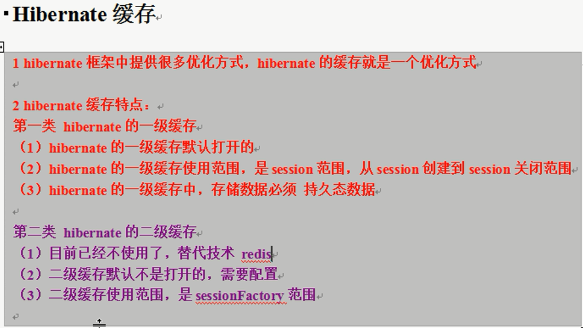 Hibernate 缓存
1 hibernate 框架中提供很多优化方式，hibernate 的缓存就是一个优化方式
2 hibernate 缓存特点：
第一类 hibernate 的一级缓存
（1）hibernate 的一级缓存默认打开的
（2）hibernate 的一级缓存使用范围，是 session 范围，从 session 创建到 session 关闭范围
（3）hibernate 的一级缓存中，存储数据必须 持久态数据
第二类 hibernate 的二级缓存
（1）目前已经不使用了，替代技术 redis
（2）二级缓存默认不是打开的，需要配置
（3）二级缓存使用范围，是 sessionFactory 范围